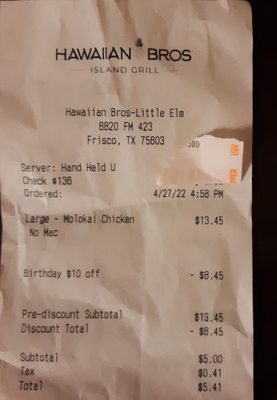 HAWAIIAN BROS
ISLAND GRILL
Hawaiian Bros-Little Elm
8820 FM 423
Frisco, TX 75603
Server: Hand Held U
Check #136
Ordered: 4/27/22 4:58 PM
Large - Molokai Chicken $13.45
No Mac
Birthday $10 off - $8.45
Pre-discount Subtotal $13.45
Discount Total - $8.45
Subtotal $5.00
Tax $0.41
Total $5.41